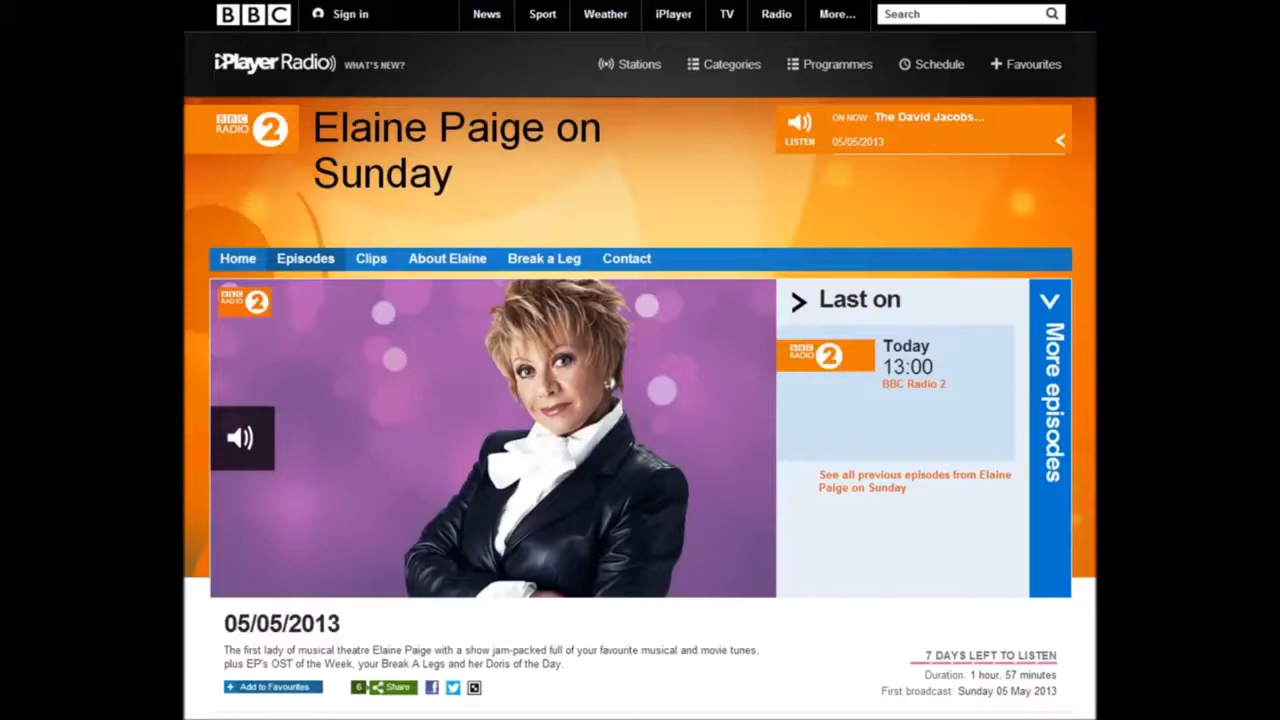 BBC
Sign in
News
Sport
Weather
iPlayer
TV
Radio
More...
Search
iPlayer Radio
WHAT'S NEW?
Stations
Categories
Programmes
Schedule
Favourites
BBC
RADIO 2
Elaine Paige on
Sunday
LISTEN
ON NOW : The David Jacobs...
05/05/2013
Home
Episodes
Clips
About Elaine
Break a Leg
Contact
BBC
RADIO 2
Last on
BBC
RADIO 2
Today
13:00
BBC Radio 2
See all previous episodes from Elaine
Paige on Sunday
More episodes
05/05/2013
The first lady of musical theatre Elaine Paige with a show jam-packed full of your favourite musical and movie tunes,
plus EP's OST of the Week, your Break A Legs and her Doris of the Day.
+ Add to Favourites
6
Share
7 DAYS LEFT TO LISTEN
Duration: 1 hour, 57 minutes
First broadcast: Sunday 05 May 2013